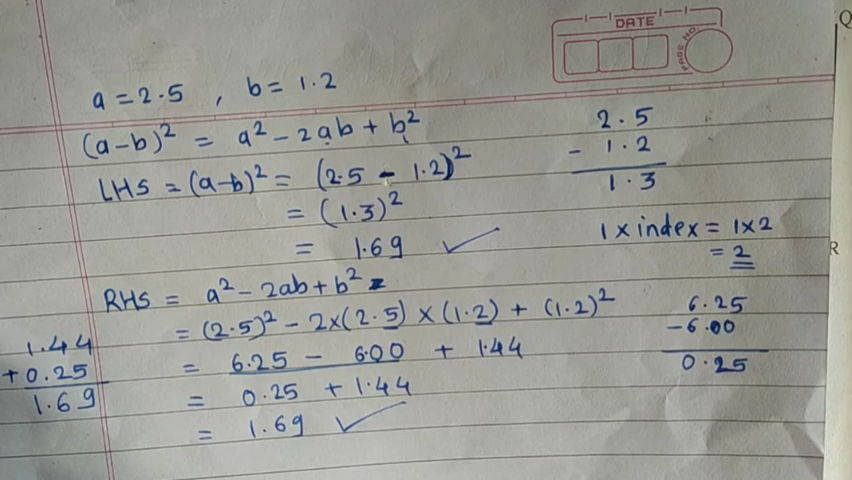 DATE
PAGE NO
Q
a = 2.5 , b = 1.2
(a-b)² = a² - 2ab + b²
LHS = (a-b)² = (2.5 - 1.2)²
= (1.3)²
= 1.69 ✓
2.5
- 1.2
1.3
1 x index = 1x2
= 2
R
RHS = a² - 2ab + b²
= (2.5)² - 2x(2.5) x (1.2) + (1.2)²
= 6.25 - 6.00 + 1.44
= 0.25 + 1.44
= 1.69 ✓
1.44
+0.25
1.69
6.25
-6.00
0.25